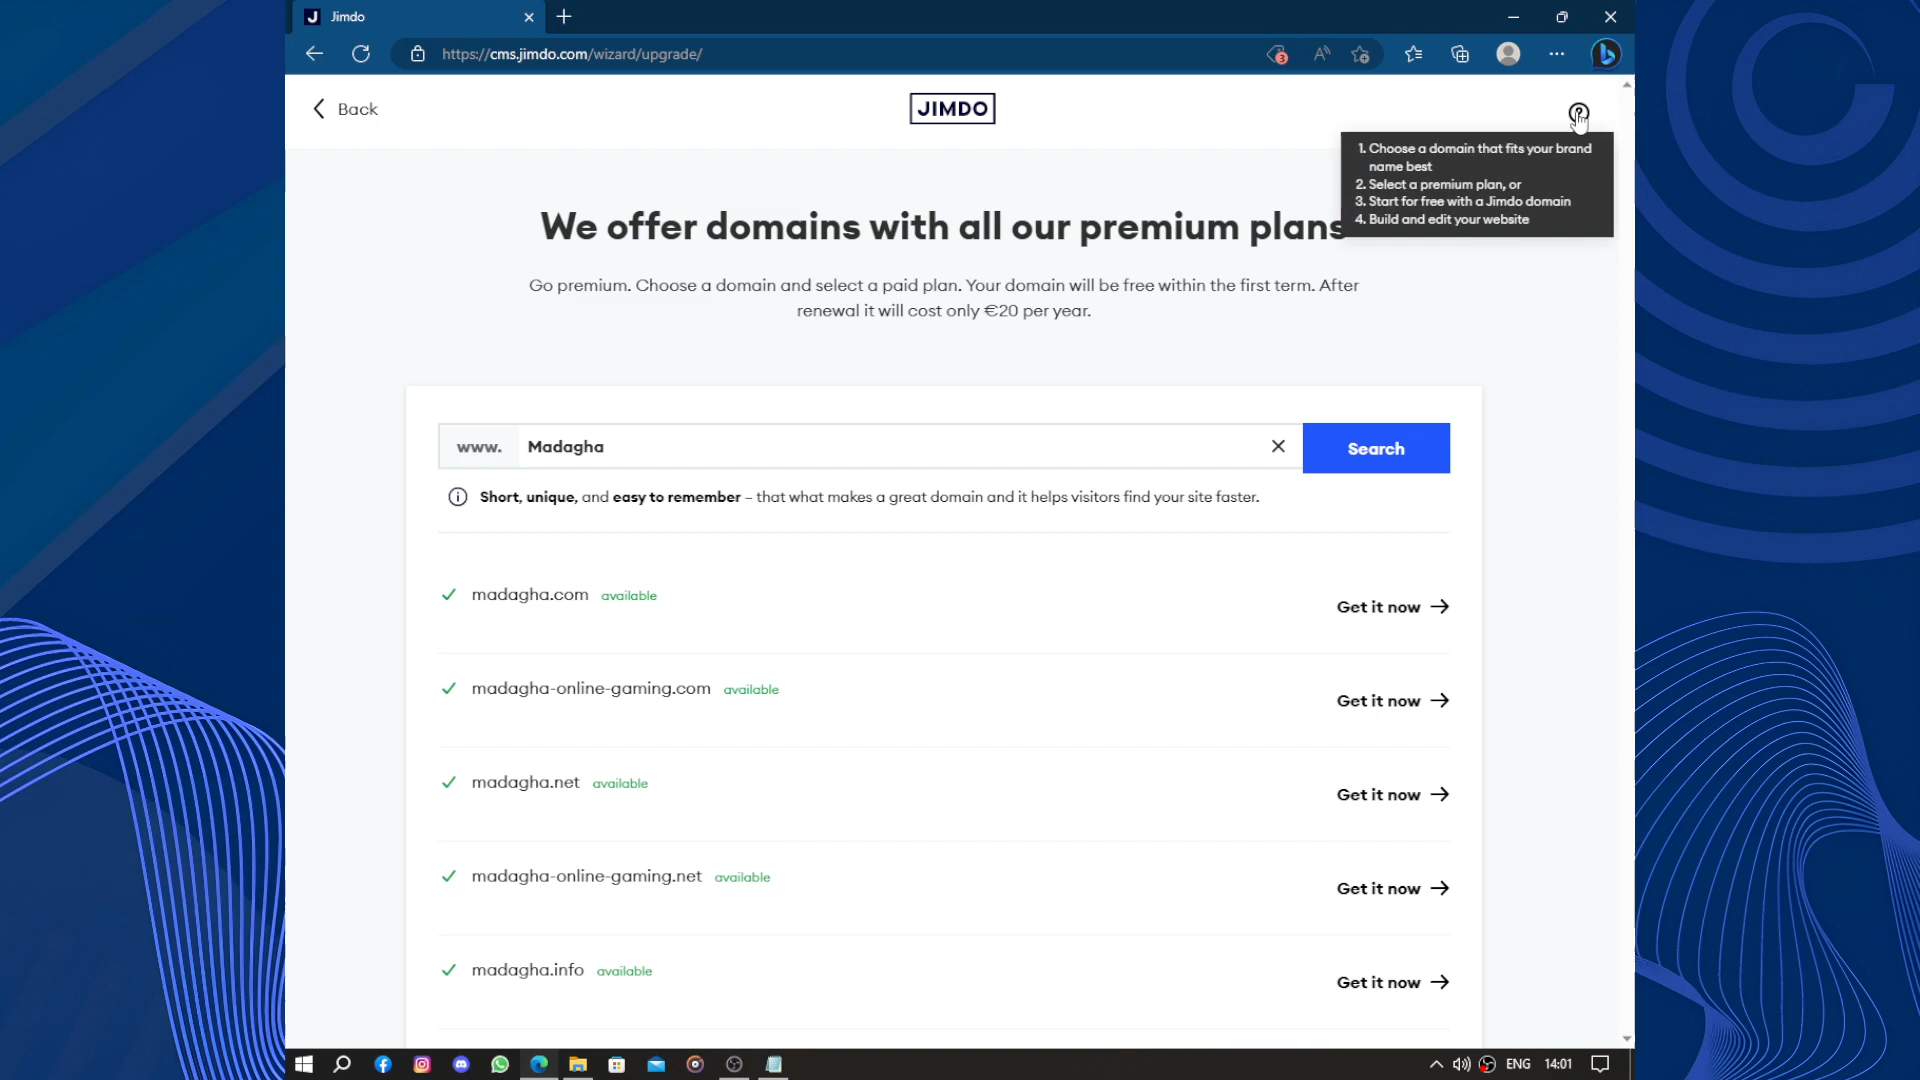 Jimdo
https://cms.jimdo.com/wizard/upgrade/
3
Back
JIMDO
1. Choose a domain that fits your brand
name best
2. Select a premium plan, or
3. Start for free with a Jimdo domain
4. Build and edit your website
We offer domains with all our premium plans
Go premium. Choose a domain and select a paid plan. Your domain will be free within the first term. After
renewal it will cost only €20 per year.
www. Madagha
Search
Short, unique, and easy to remember – that what makes a great domain and it helps visitors find your site faster.
madagha.com available
Get it now
madagha-online-gaming.com available
Get it now
madagha.net available
Get it now
madagha-online-gaming.net available
Get it now
madagha.info available
Get it now
ENG 14:01